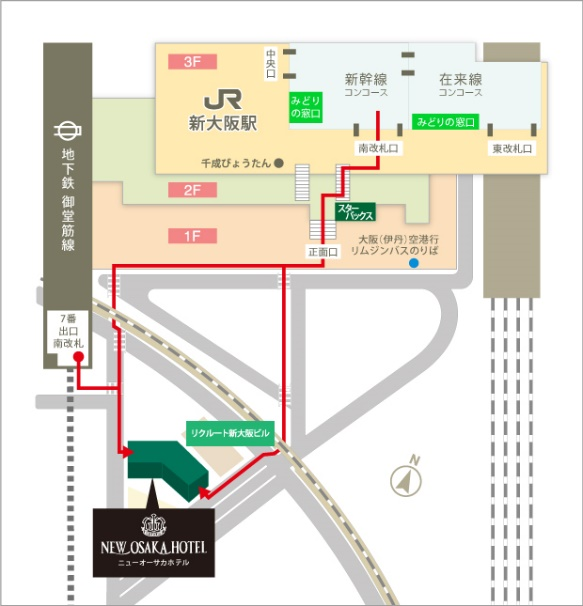 3F
中央口
新幹線
コンコース
在来線
コンコース
JR
新大阪駅
みどり
の窓口
みどりの窓口
南改札口
東改札口
千成びょうたん
地下鉄 御堂筋線
2F
スター
バックス
1F
正面口
大阪(伊丹)空港行
リムジンバスのりば
7番
出口
南改札
リクルート新大阪ビル
N
NEW OSAKA HOTEL
ニューオーサカホテル